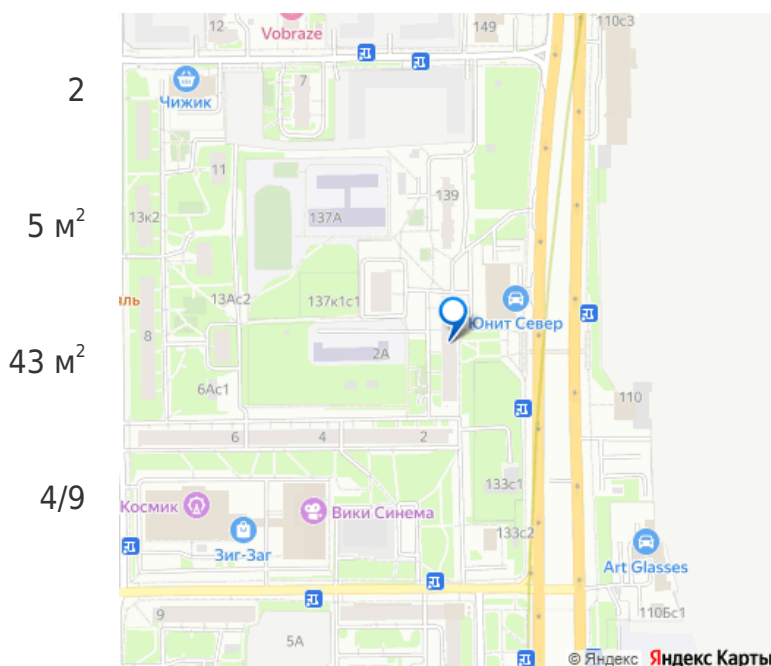 2
5 м²
43 м²
4/9
12
Vobraze
149
110с3
Чижик
7
11
139
13к2
137А
яль
13Ас2
137к1с1
Юнит Север
8
2А
6Ас1
110
6
4
2
133с1
Космик
Вики Синема
133с2
Зиг-Заг
Art Glasses
9
5А
110Бс1
© Яндекс Яндекс Карты